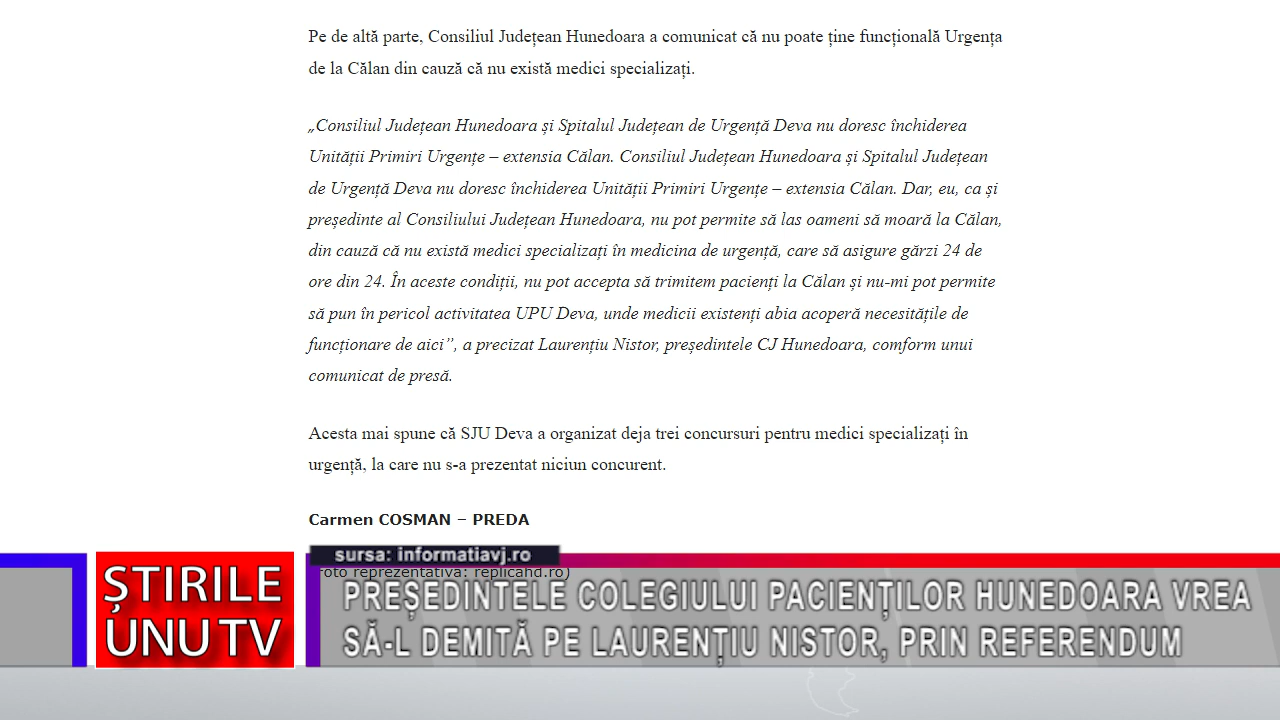 Pe de altă parte, Consiliul Județean Hunedoara a comunicat că nu poate ține funcțională Urgența
de la Călan din cauză că nu există medici specializați.
„Consiliul Județean Hunedoara și Spitalul Județean de Urgență Deva nu doresc închiderea
Unității Primiri Urgențe – extensia Călan. Consiliul Județean Hunedoara și Spitalul Județean
de Urgență Deva nu doresc închiderea Unității Primiri Urgențe – extensia Călan. Dar, eu, ca și
președinte al Consiliului Județean Hunedoara, nu pot permite să las oameni să moară la Călan,
din cauză că nu există medici specializați în medicina de urgență, care să asigure gărzi 24 de
ore din 24. În aceste condiții, nu pot accepta să trimitem pacienți la Călan și nu-mi pot permite
să pun în pericol activitatea UPU Deva, unde medicii existenți abia acoperă necesitățile de
funcționare de aici”, a precizat Laurențiu Nistor, președintele CJ Hunedoara, comform unui
comunicat de presă.
Acesta mai spune că SJU Deva a organizat deja trei concursuri pentru medici specializați în
urgență, la care nu s-a prezentat niciun concurent.
Carmen COSMAN – PREDA
sursa: informatiavj.ro
foto reprezentativa: replicahd.ro)
ȘTIRILE
UNU TV
PREȘEDINTELE COLEGIULUI PACIENȚILOR HUNEDOARA VREA
SĂ-L DEMITĂ PE LAURENȚIU NISTOR, PRIN REFERENDUM